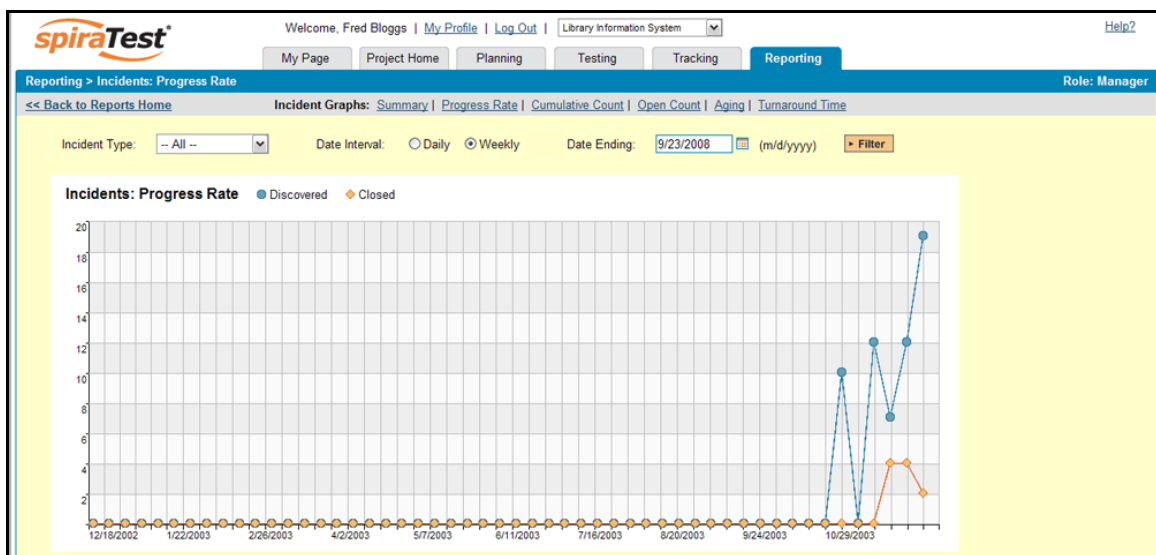 spiraTest®
Welcome, Fred Bloggs | My Profile | Log Out | Library Information System
Help?
My Page Project Home Planning Testing Tracking Reporting
Reporting > Incidents: Progress Rate Role: Manager
<< Back to Reports Home Incident Graphs: Summary | Progress Rate | Cumulative Count | Open Count | Aging | Turnaround Time
Incident Type: -- All -- Date Interval: Daily Weekly Date Ending: 9/23/2008 (m/d/yyyy) Filter
Incidents: Progress Rate Discovered Closed
20
18
16
14
12
10
8
6
4
2
12/18/2002 1/22/2003 2/26/2003 4/2/2003 5/7/2003 6/11/2003 7/16/2003 8/20/2003 9/24/2003 10/29/2003